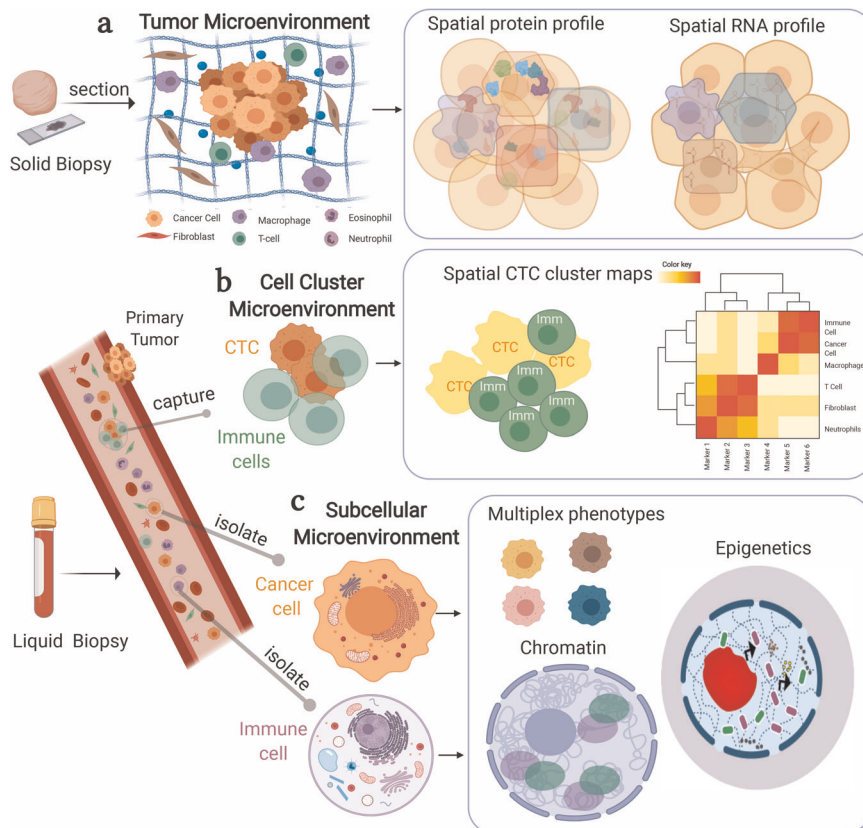 a
Tumor Microenvironment
section
Solid Biopsy
Cancer Cell
Macrophage
Eosinophil
Fibroblast
T-cell
Neutrophil
Spatial protein profile
Spatial RNA profile
b
Cell Cluster
Microenvironment
Primary
Tumor
CTC
capture
Immune
cells
Spatial CTC cluster maps
Color key
Imm
CTC
CTC
CTC
Imm
Imm
Imm
Imm
Imm
Immune
Cell
Cancer
Cell
Macrophage
T Cell
Fibroblast
Neutrophils
Marker 1
Marker 2
Marker 3
Marker 4
Marker 5
Marker 6
c
Subcellular
Microenvironment
isolate
Cancer
cell
Liquid Biopsy
isolate
Immune
cell
Multiplex phenotypes
Epigenetics
Chromatin